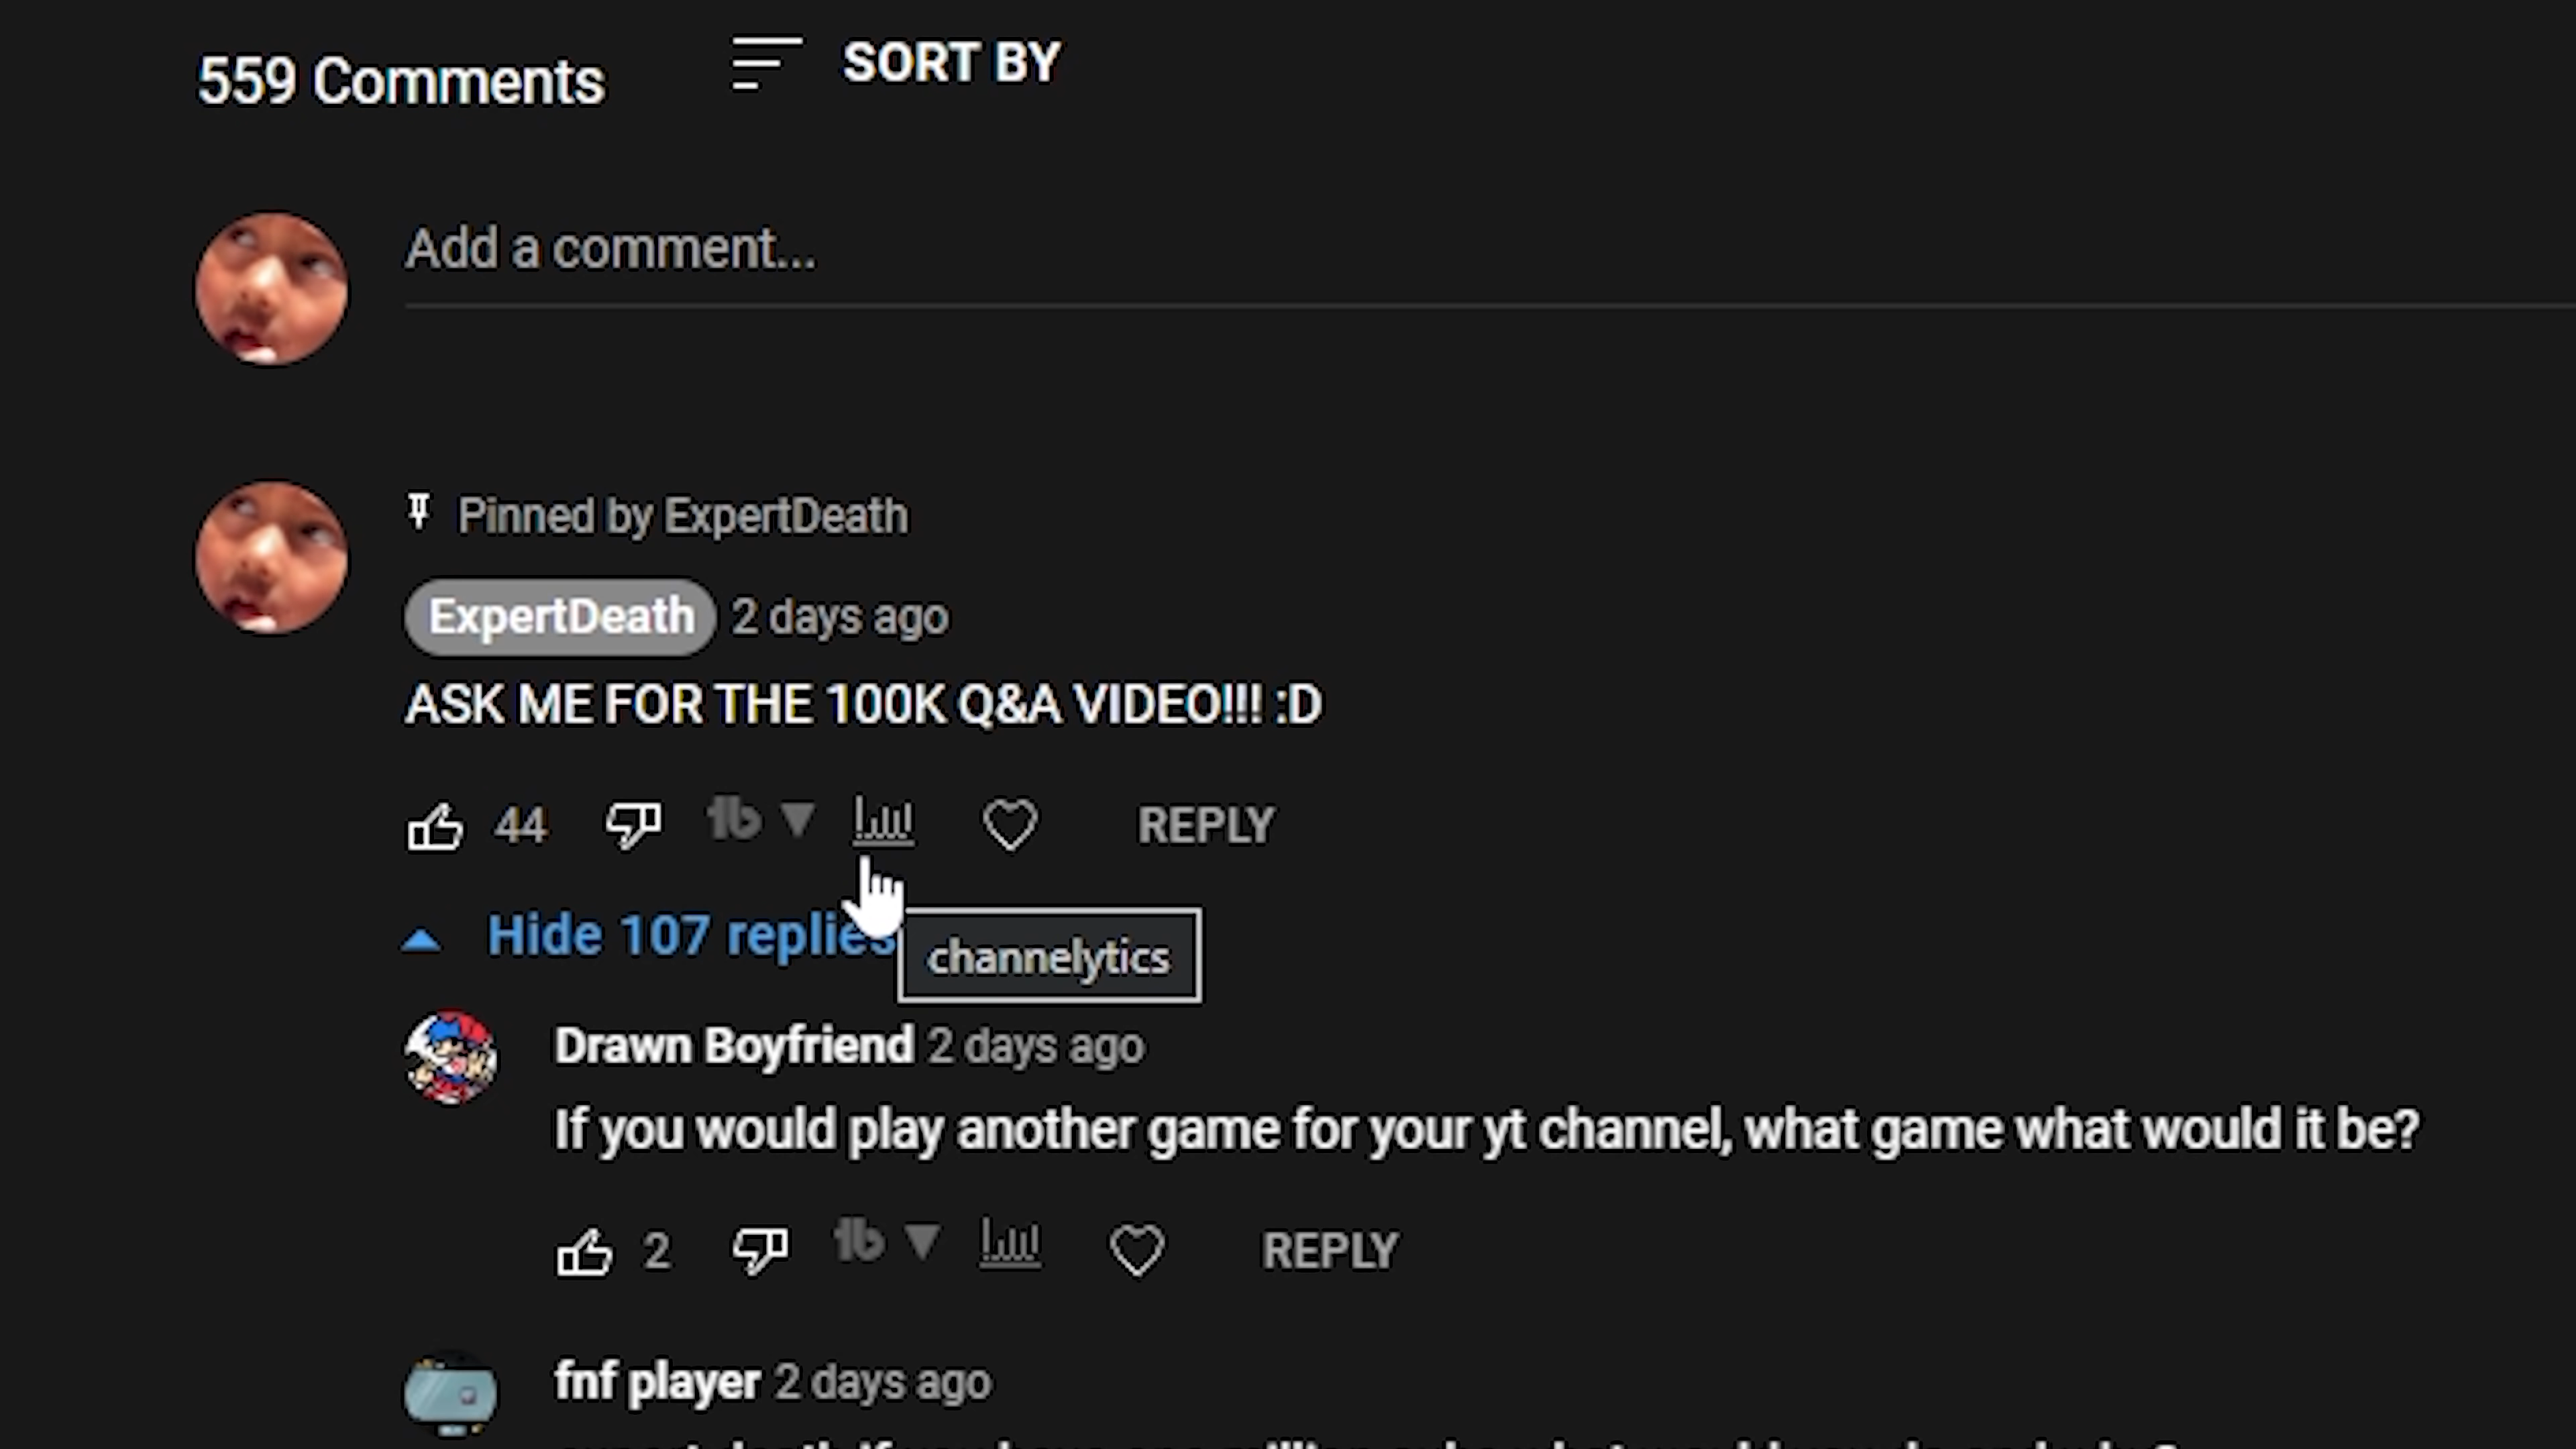 559 Comments
SORT BY
Add a comment...
Pinned by ExpertDeath
ExpertDeath 2 days ago
ASK ME FOR THE 100K Q&A VIDEO!!! :D
44
REPLY
Hide 107 replies
channelytics
Drawn Boyfriend 2 days ago
If you would play another game for your yt channel, what game what would it be?
2
REPLY
fnf player 2 days ago